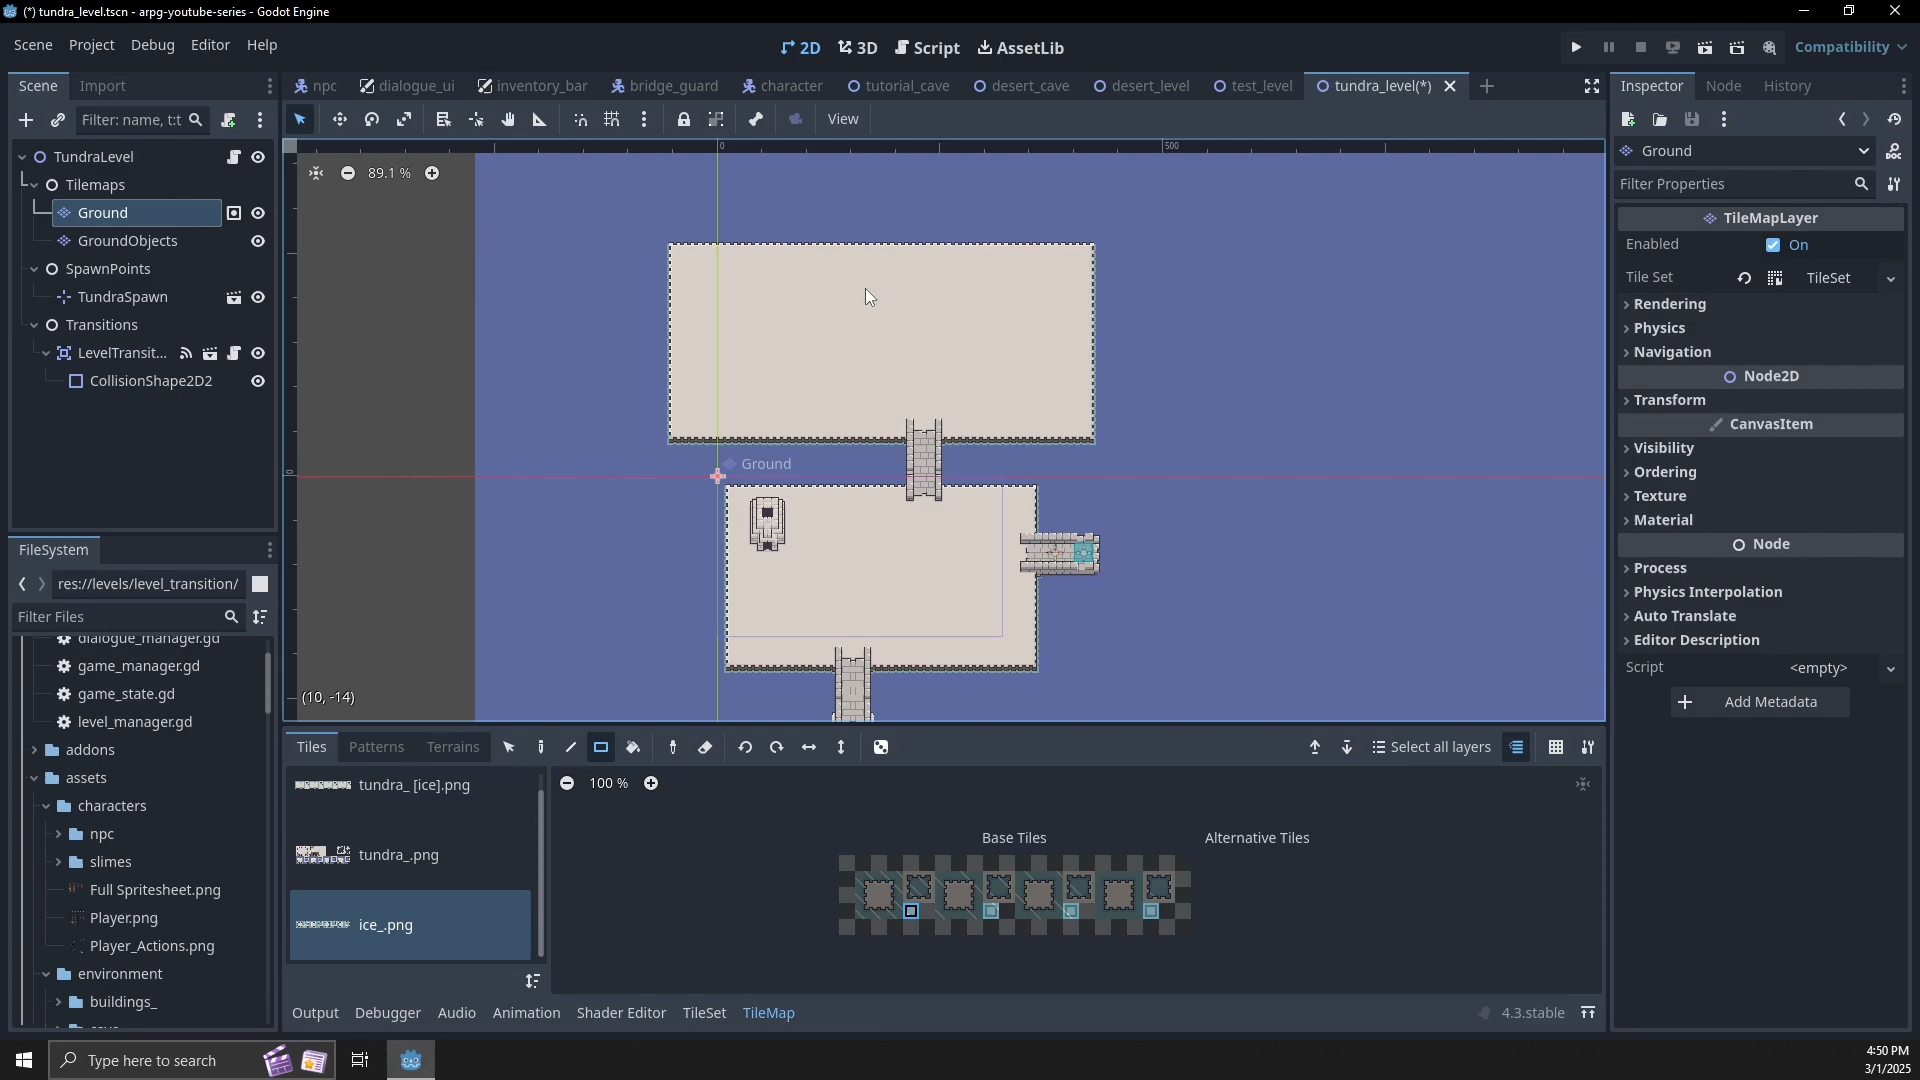 (*) tundra_level.tscn - arpg-youtube-series - Godot Engine
Scene Project Debug Editor Help
2D 3D Script AssetLib
Compatibility
Scene Import
npc dialogue_ui inventory_bar bridge_guard character tutorial_cave desert_cave desert_level test_level tundra_level(*)
Inspector Node History
Filter: name, t:t
View
Ground
Filter Properties
0 500
89.1 %
TundraLevel
Tilemaps
Ground
GroundObjects
SpawnPoints
TundraSpawn
Transitions
LevelTransit...
CollisionShape2D2
Ground
0
(10, -14)
TileMapLayer
Enabled On
Tile Set TileSet
Rendering
Physics
Navigation
Node2D
Transform
CanvasItem
Visibility
Ordering
Texture
Material
Node
Process
Physics Interpolation
Auto Translate
Editor Description
Script <empty>
Add Metadata
FileSystem
res://levels/level_transition/
Filter Files
dialogue_manager.gd
game_manager.gd
game_state.gd
level_manager.gd
addons
assets
characters
npc
slimes
Full Spritesheet.png
Player.png
Player_Actions.png
environment
buildings_
Tiles Patterns Terrains
Select all layers
tundra_ [ice].png
tundra_.png
ice_.png
100 %
Base Tiles Alternative Tiles
Output Debugger Audio Animation Shader Editor TileSet TileMap
4.3.stable
Type here to search
4:50 PM
3/1/2025